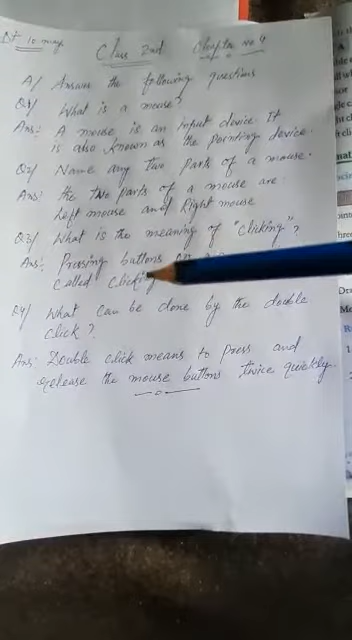 Dt 10 may
Class 2nd Chapter No. 4
A/ Answer the following questions
Q1/ What is a mouse?
Ans: A mouse is an input device. It
is also known as the pointing device.
Q2/ Name any two parts of a mouse.
Ans: the two parts of a mouse are.
Left mouse and Right mouse
Q3/ What is the meaning of "clicking"?
Ans: Pressing buttons
called clicking
Q4/ What can be done by the double
click?
Ans: Double click means to press and
release the mouse buttons twice quickly.